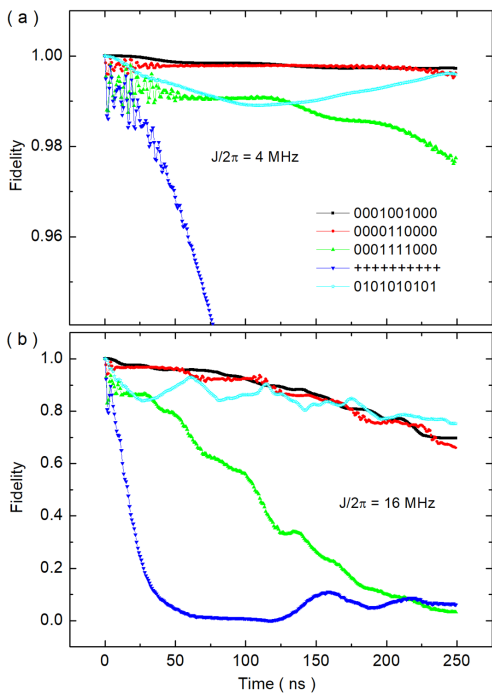 ( a )
1.00
0.98
0.96
Fidelity
J/2π = 4 MHz
0001001000
0000110000
0001111000
++++++++++
0101010101
( b )
1.0
0.8
0.6
0.4
0.2
0.0
Fidelity
J/2π = 16 MHz
0 50 100 150 200 250
Time ( ns )